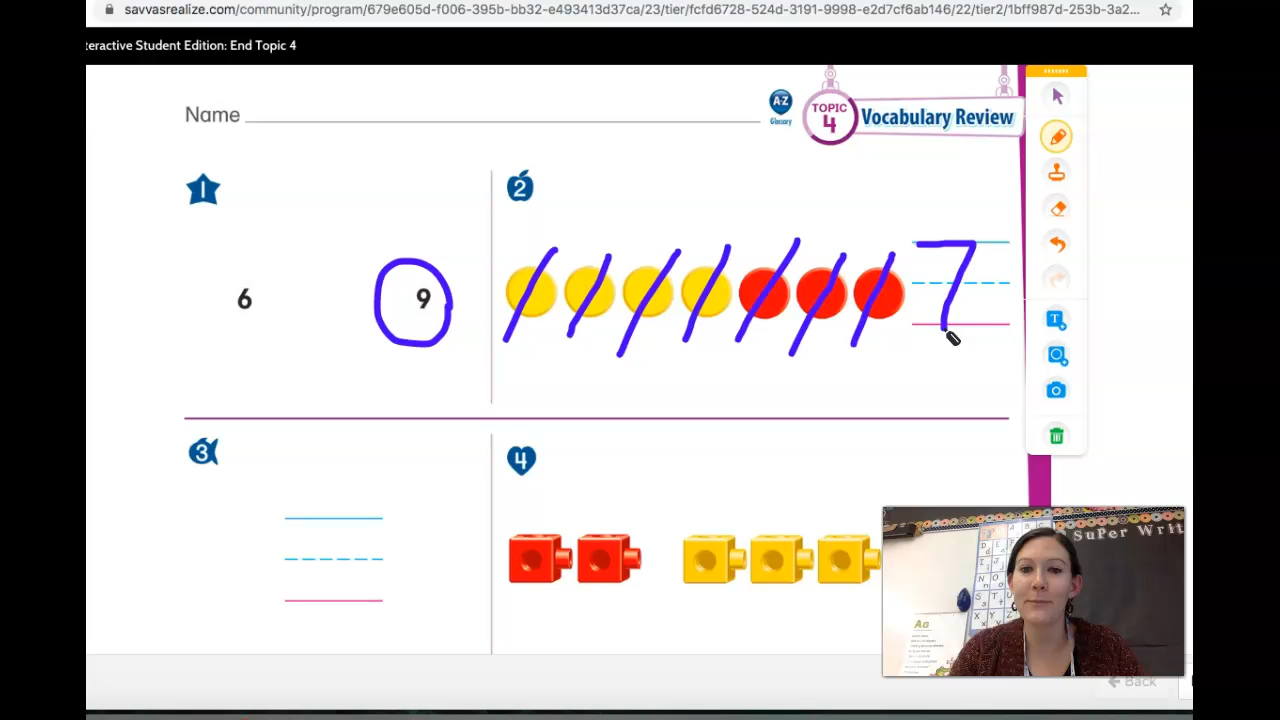 savvasrealize.com/community/program/679e605d-f006-395b-bb32-e493413d37ca/23/tier/fcfd6728-524d-3191-9998-e2d7cf6ab146/22/tier2/1bff987d-253b-3a2...
teractive Student Edition: End Topic 4
Name
A-Z
Glossary
TOPIC
4
Vocabulary Review
1
2
6
9
7
3
4
SuPer Writ
Aa
Back